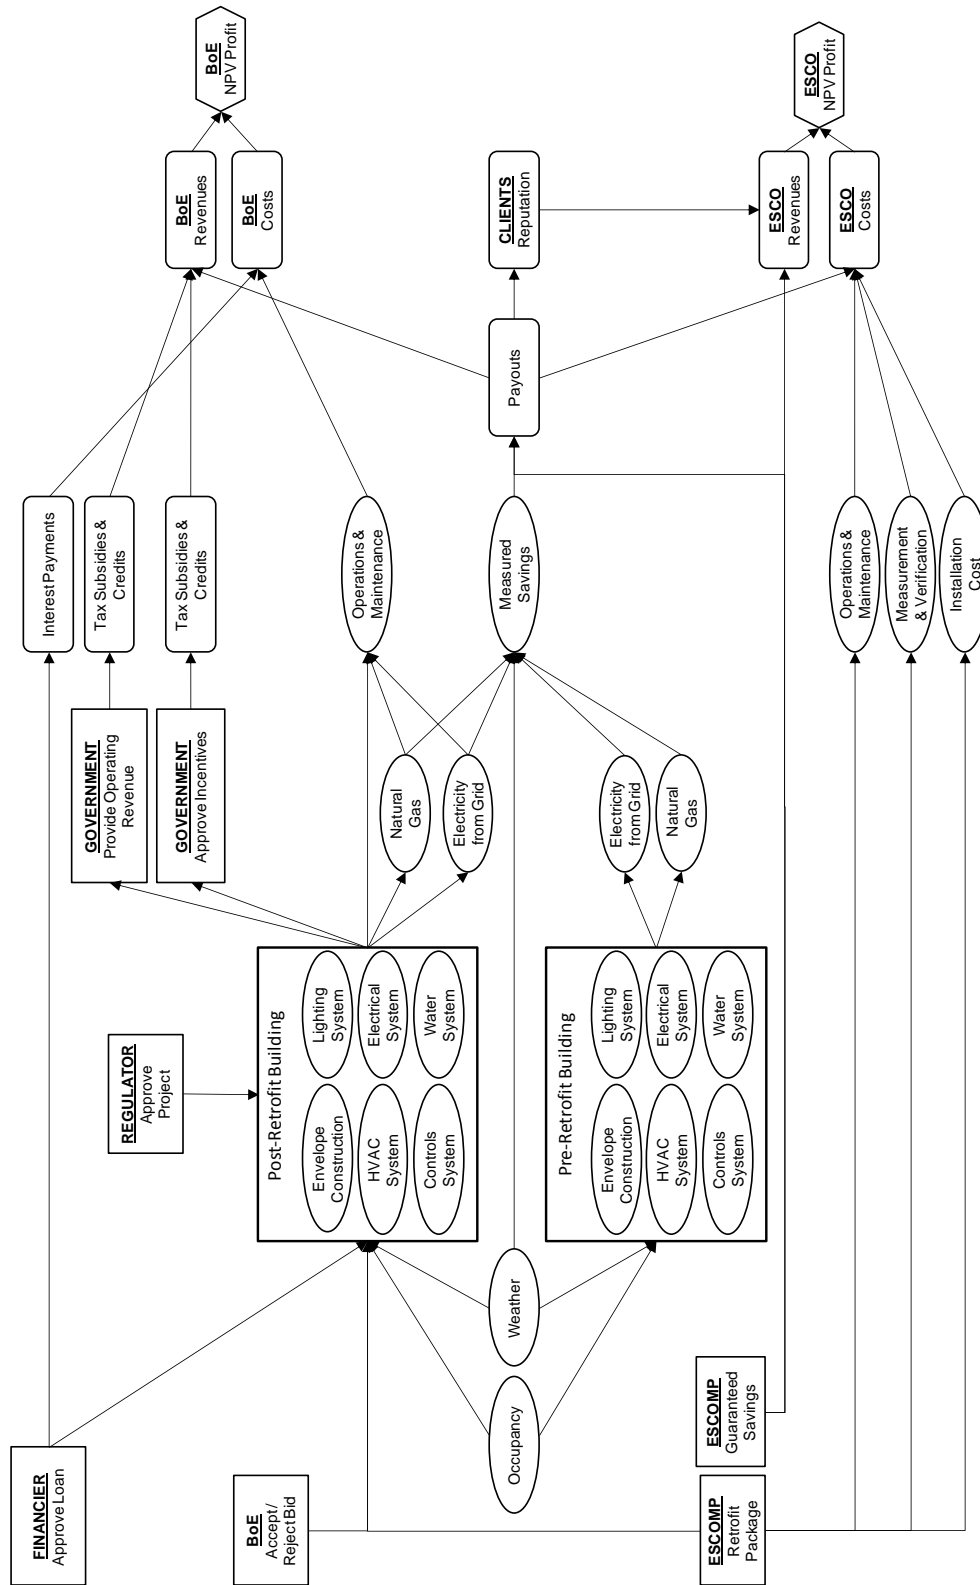 FINANCIER
Approve Loan
BoE
Accept /
Reject Bid
ESCOMP
Retrofit
Package
ESCOMP
Guaranteed
Savings
Occupancy
Weather
REGULATOR
Approve
Project
Post-Retrofit Building
Envelope
Construction
Lighting
System
HVAC
System
Electrical
System
Controls
System
Water
System
Pre-Retrofit Building
Envelope
Construction
Lighting
System
HVAC
System
Electrical
System
Controls
System
Water
System
GOVERNMENT
Provide Operating
Revenue
GOVERNMENT
Approve Incentives
Natural
Gas
Electricity
from Grid
Electricity
from Grid
Natural
Gas
Interest Payments
Tax Subsidies &
Credits
Tax Subsidies &
Credits
Operations &
Maintenance
Measured
Savings
Operations &
Maintenance
Measurement
& Verification
Installation
Cost
Payouts
BoE
Revenues
BoE
Costs
CLIENTS
Reputation
ESCO
Revenues
ESCO
Costs
BoE
NPV Profit
ESCO
NPV Profit